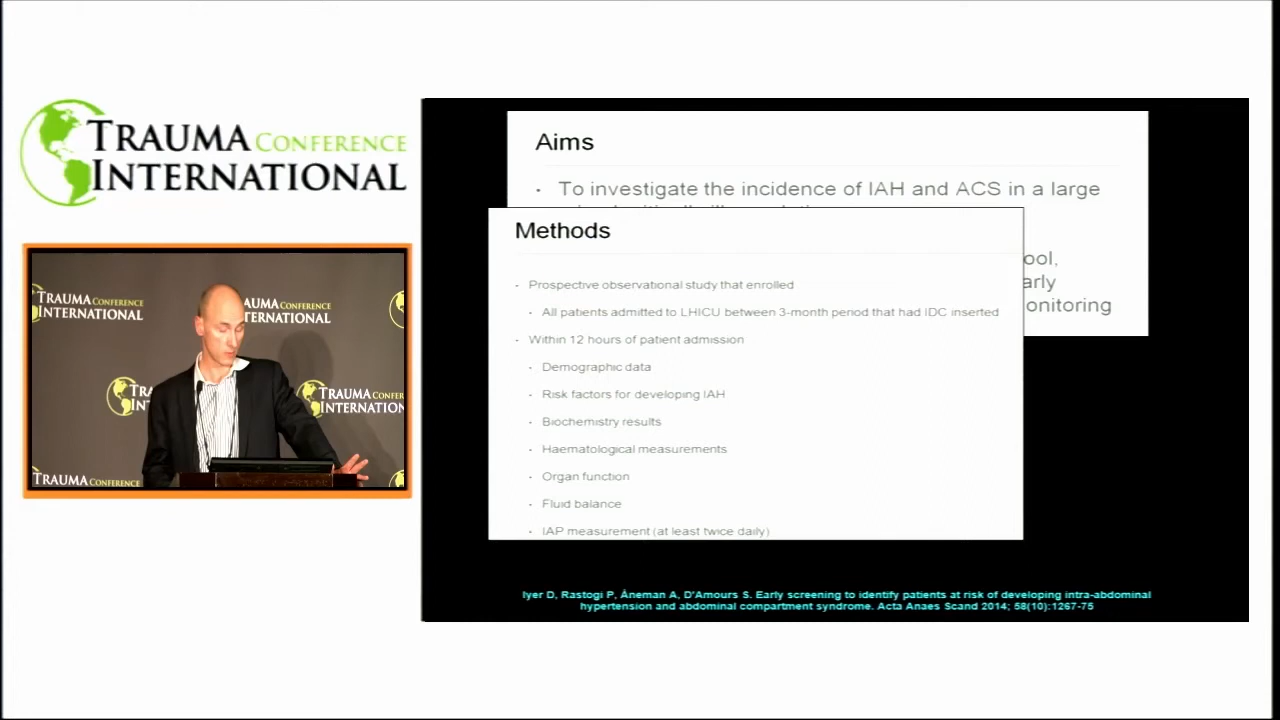 TRAUMA CONFERENCE
INTERNATIONAL
TRAUMA CONFERENCE
INTERNATIONAL
AUMA CONFERENCE
INTERNATIONAL
TRAUMA CONFER
INTERNATION
TRAUMA CONFERENCE
Aims
· To investigate the incidence of IAH and ACS in a large
ool,
arly
onitoring
Methods
- Prospective observational study that enrolled
- All patients admitted to LHICU between 3-month period that had IDC inserted
- Within 12 hours of patient admission
- Demographic data
- Risk factors for developing IAH
- Biochemistry results
- Haematological measurements
- Organ function
- Fluid balance
- IAP measurement (at least twice daily)
Iyer D, Rastogi P, Åneman A, D'Amours S. Early screening to identify patients at risk of developing intra-abdominal
hypertension and abdominal compartment syndrome. Acta Anaes Scand 2014; 58(10):1267-75